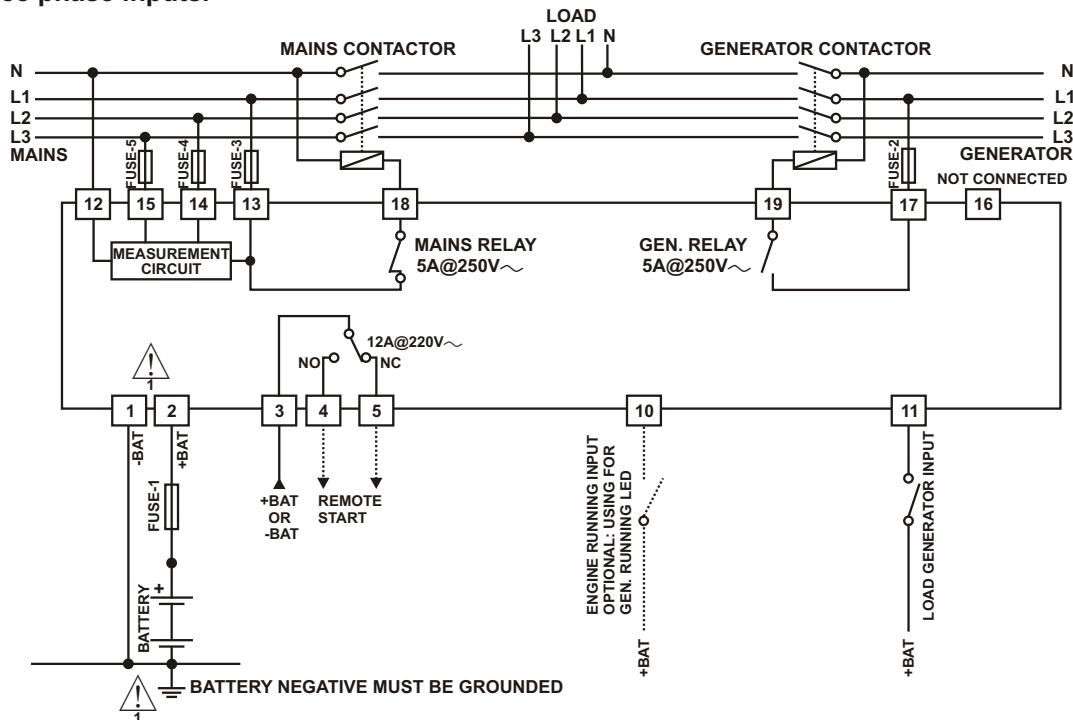 LOAD
L3 L2 L1 N
MAINS CONTACTOR
GENERATOR CONTACTOR
N
L1
L2
L3
MAINS
N
L1
L2
L3
GENERATOR
FUSE-5
FUSE-4
FUSE-3
FUSE-2
NOT CONNECTED
12
15
14
13
18
19
17
16
MEASUREMENT
CIRCUIT
MAINS RELAY
5A@250V～
GEN. RELAY
5A@250V～
12A@220V～
NO
NC
1
1
2
3
4
5
10
11
-BAT
+BAT
FUSE-1
+BAT
OR
-BAT
REMOTE
START
ENGINE RUNNING INPUT
OPTIONAL: USING FOR
GEN. RUNNING LED
+BAT
LOAD GENERATOR INPUT
+BAT
BATTERY
+
BATTERY NEGATIVE MUST BE GROUNDED
1